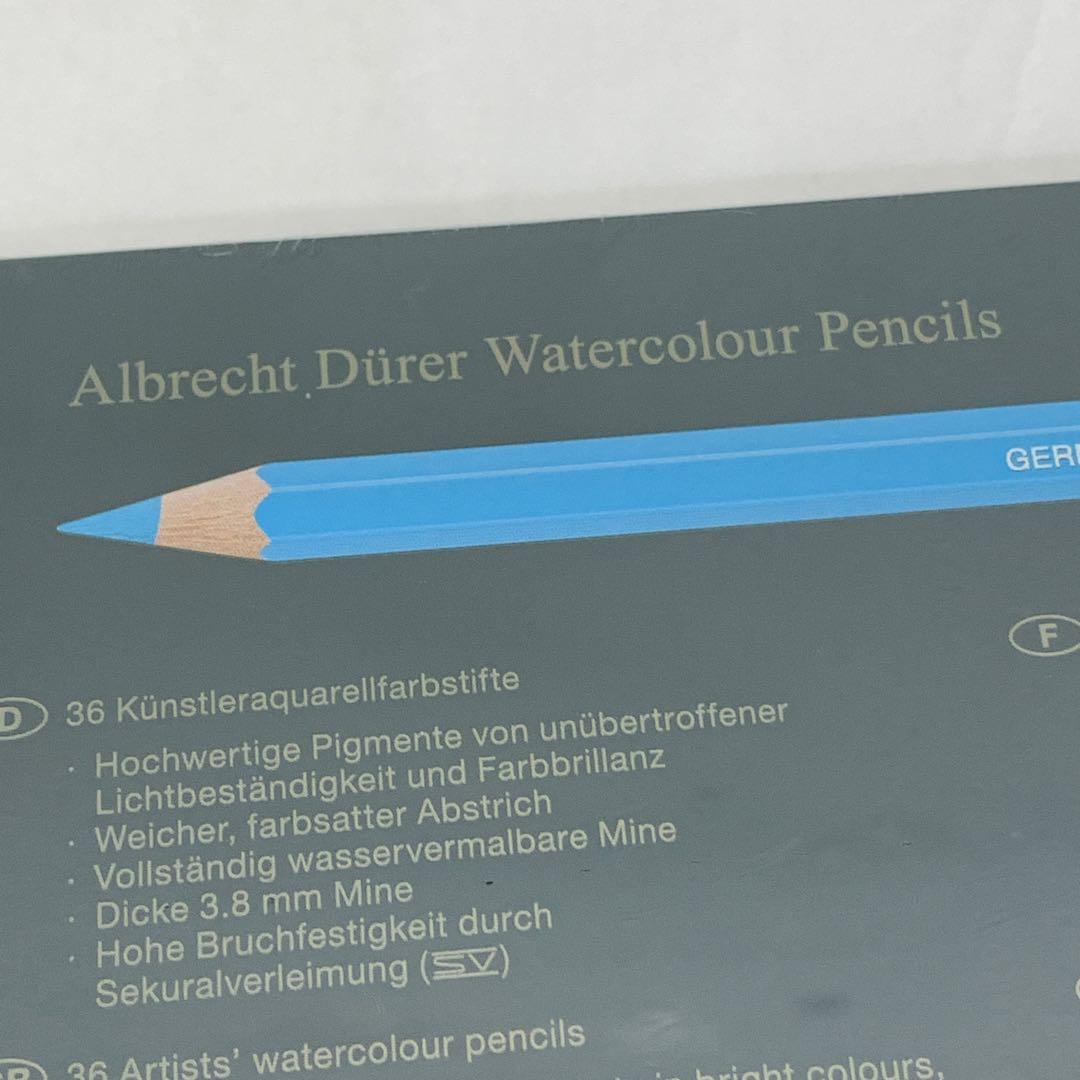 Albrecht Dürer Watercolour Pencils
F
D 36 Künstleraquarellfarbstifte
· Hochwertige Pigmente von unübertroffener
Lichtbeständigkeit und Farbbrillanz
· Weicher, farbsatter Abstrich
· Vollständig wasservermalbare Mine
· Dicke 3.8 mm Mine
· Hohe Bruchfestigkeit durch
Sekuralverleimung (SV)
36 Artists' watercolour pencils
in bright colours,